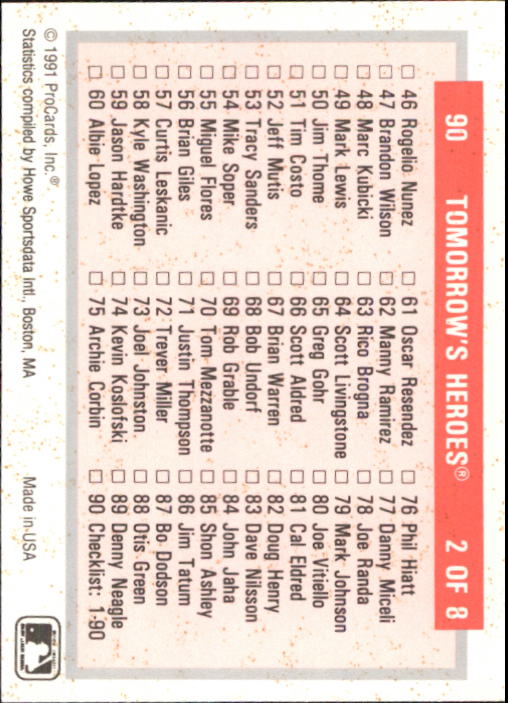 90 TOMORROW'S HEROES® 2 OF 8
46 Rogelio Nunez
47 Brandon Wilson
48 Marc Kubicki
49 Mark Lewis
50 Jim Thome
51 Tim Costo
52 Jeff Mutis
53 Tracy Sanders
54 Mike Soper
55 Miguel Flores
56 Brian Giles
57 Curtis Leskanic
58 Kyle Washington
59 Jason Hardtke
60 Albie Lopez
61 Oscar Resendez
62 Manny Ramirez
63 Rico Brogna
64 Scott Livingstone
65 Greg Gohr
66 Scott Aldred
67 Brian Warren
68 Bob Undorf
69 Rob Grable
70 Tom Mezzanotte
71 Justin Thompson
72 Trever Miller
73 Joel Johnston
74 Kevin Koslofski
75 Archie Corbin
76 Phil Hiatt
77 Danny Miceli
78 Joe Randa
79 Mark Johnson
80 Joe Vitiello
81 Cal Eldred
82 Doug Henry
83 Dave Nilsson
84 John Jaha
85 Shon Ashley
86 Jim Tatum
87 Bo Dodson
88 Otis Green
89 Denny Neagle
90 Checklist: 1-90
© 1991 ProCards, Inc.®
Statistics compiled by Howe Sportsdata Intl., Boston, MA
Made in USA